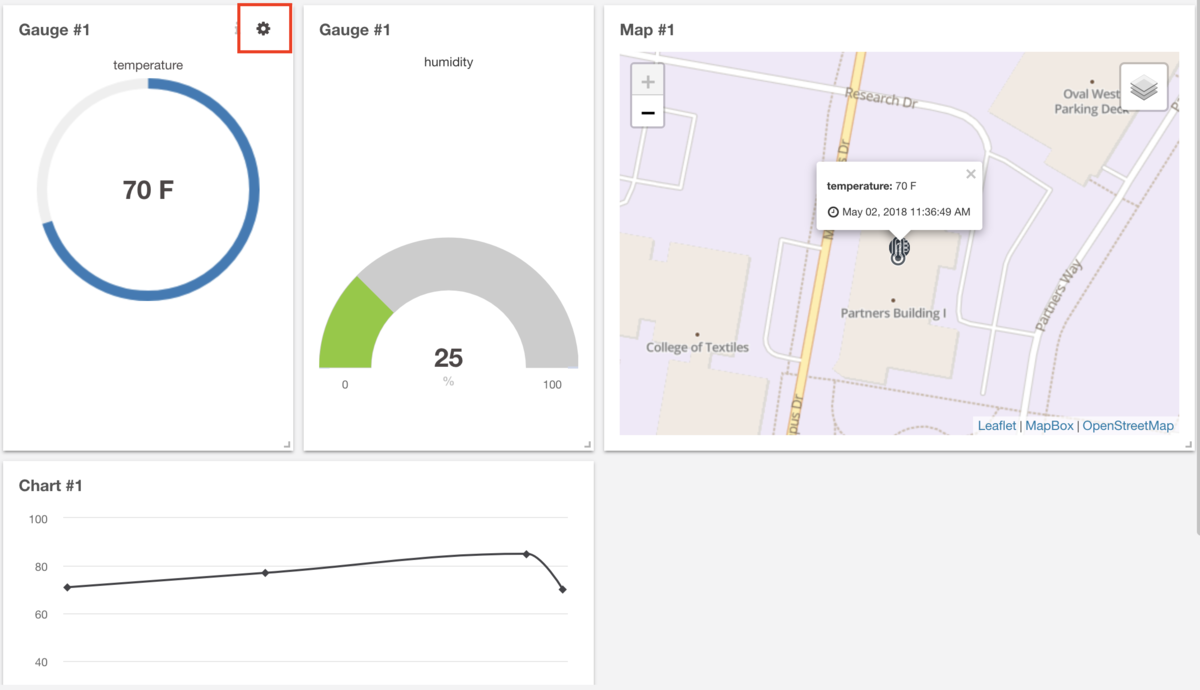 Gauge #1
temperature
70 F
Gauge #1
humidity
25
%
0
100
Map #1
+
−
Research Dr
Oval West
Parking Deck
temperature: 70 F
×
May 02, 2018 11:36:49 AM
Partners Building I
College of Textiles
Partners Way
Leaflet | MapBox | OpenStreetMap
Chart #1
100
80
60
40